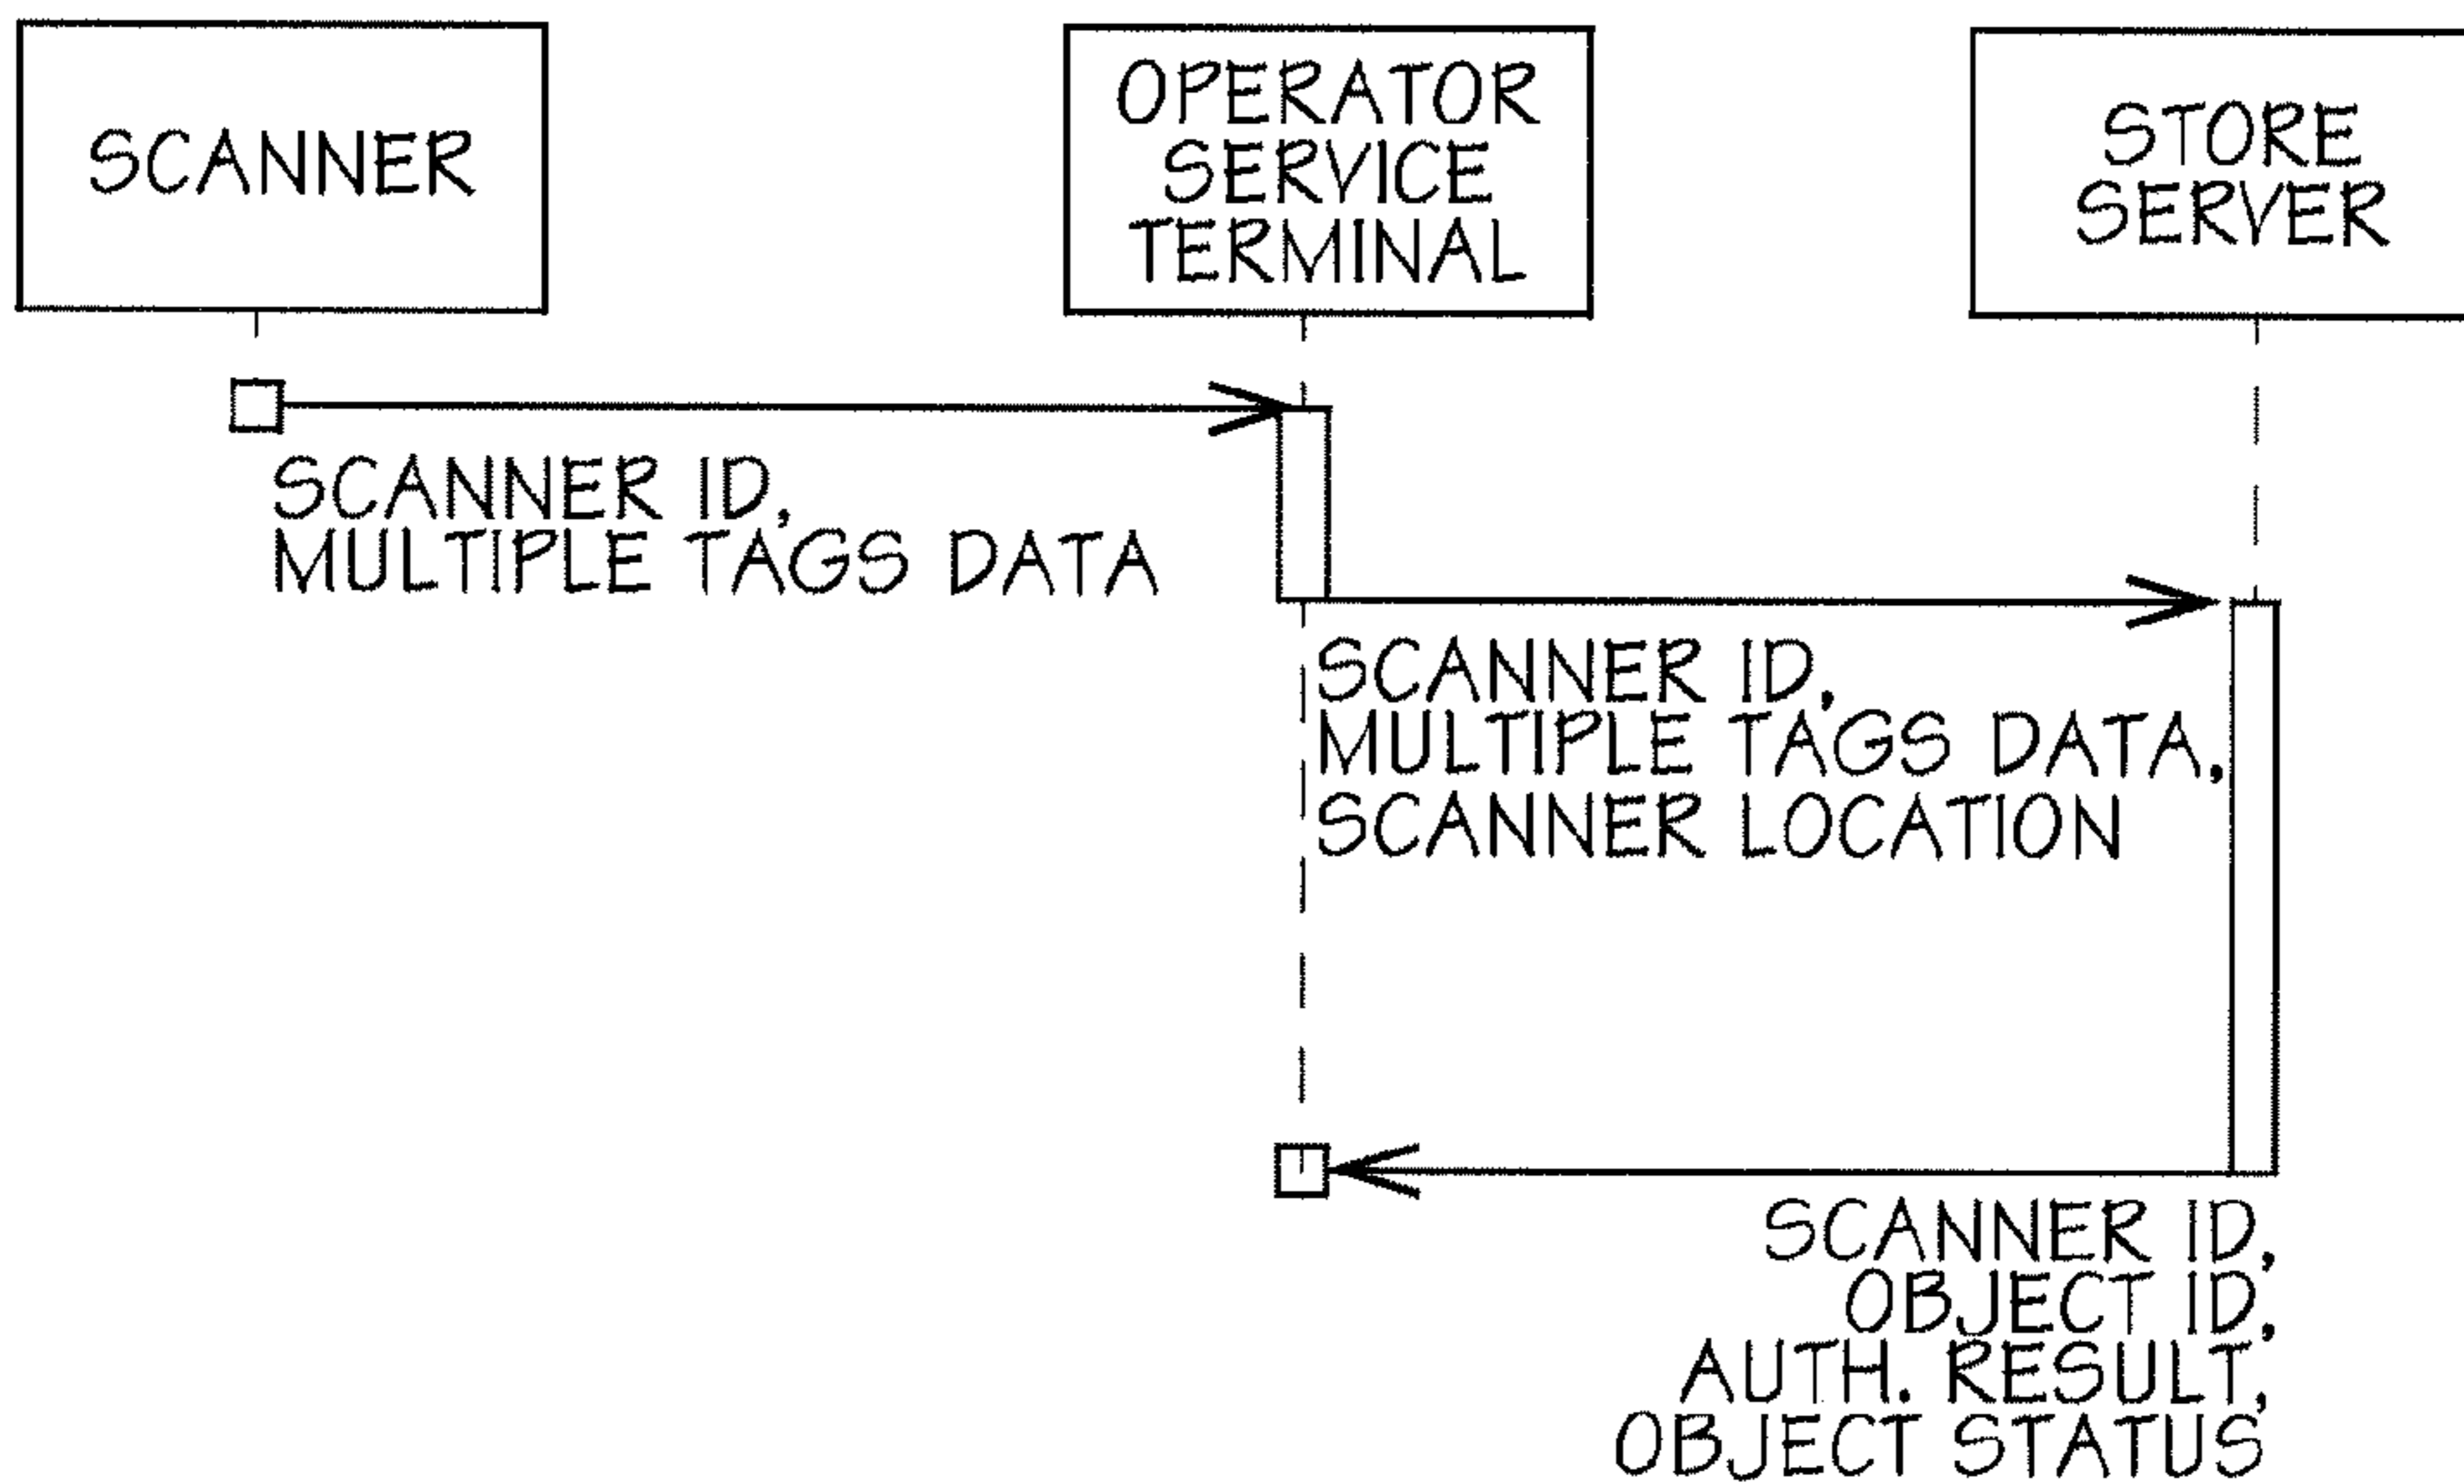 SCANNER
OPERATOR
SERVICE
TERMINAL
STORE
SERVER
SCANNER ID,
MULTIPLE TAGS DATA
SCANNER ID,
MULTIPLE TAGS DATA,
SCANNER LOCATION
SCANNER ID,
OBJECT ID,
AUTH. RESULT,
OBJECT STATUS